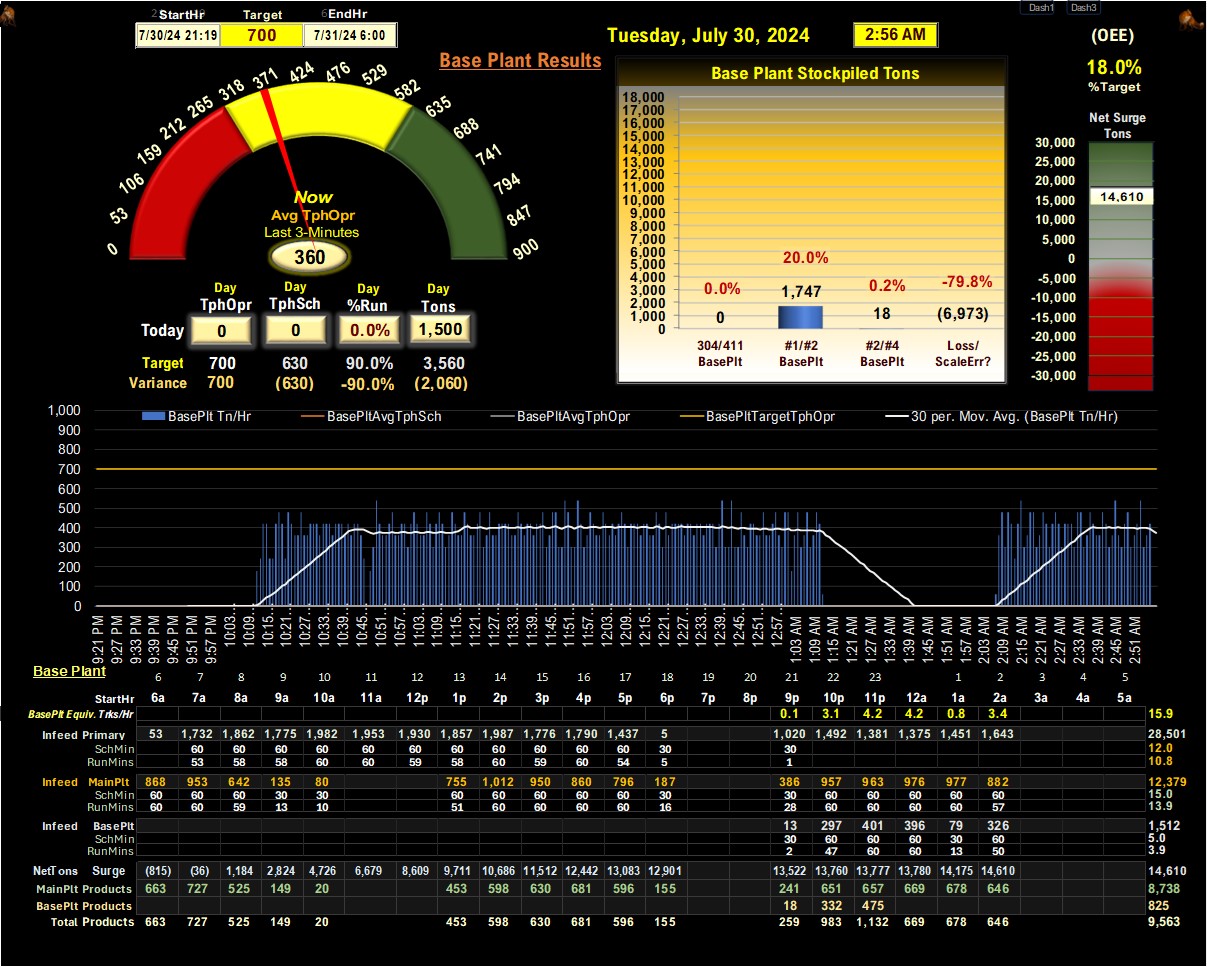 StartHr Target EndHr
7/30/24 21:19 700 7/31/24 6:00
Dash1 Dash3
Tuesday, July 30, 2024 2:56 AM
Base Plant Results
(OEE)
18.0%
%Target
0 53 106 159 212 265 318 371 424 476 529 582 635 688 741 794 847 900
Now
Avg TphOpr
Last 3-Minutes
360
Day Day Day Day
TphOpr TphSch %Run Tons
Today 0 0 0.0% 1,500
Target 700 630 90.0% 3,560
Variance 700 (630) -90.0% (2,060)
Base Plant Stockpiled Tons
18,000
17,000
16,000
15,000
14,000
13,000
12,000
11,000
10,000
9,000
8,000
7,000
6,000
5,000
4,000
3,000
2,000
1,000
0
0.0% 20.0% 0.2% -79.8%
0 1,747 18 (6,973)
304/411 #1/#2 #2/#4 Loss/
BasePlt BasePlt BasePlt ScaleErr?
Net Surge
Tons
30,000
25,000
20,000
15,000
14,610
10,000
5,000
0
-5,000
-10,000
-15,000
-20,000
-25,000
-30,000
BasePlt Tn/Hr BasePltAvgTphSch BasePltAvgTphOpr BasePltTargetTphOpr 30 per. Mov. Avg. (BasePlt Tn/Hr)
1,000
900
800
700
600
500
400
300
200
100
0
9:21 PM 9:27 PM 9:33 PM 9:39 PM 9:45 PM 9:51 PM 9:57 PM 10:03… 10:09… 10:15… 10:21… 10:27… 10:33… 10:39… 10:45… 10:51… 10:57… 11:03… 11:09… 11:15… 11:21… 11:27… 11:33… 11:39… 11:45… 11:51… 11:57… 12:03… 12:09… 12:15… 12:21… 12:27… 12:33… 12:39… 12:45… 12:51… 12:57… 1:03 AM 1:09 AM 1:15 AM 1:21 AM 1:27 AM 1:33 AM 1:39 AM 1:45 AM 1:51 AM 1:57 AM 2:03 AM 2:09 AM 2:15 AM 2:21 AM 2:27 AM 2:33 AM 2:39 AM 2:45 AM 2:51 AM
Base Plant
6 7 8 9 10 11 12 13 14 15 16 17 18 19 20 21 22 23 1 2 3 4 5
StartHr 6a 7a 8a 9a 10a 11a 12p 1p 2p 3p 4p 5p 6p 7p 8p 9p 10p 11p 12a 1a 2a 3a 4a 5a
BasePlt Equiv. Trks/Hr 0.1 3.1 4.2 4.2 0.8 3.4 15.9
Infeed Primary 53 1,732 1,862 1,775 1,982 1,953 1,930 1,857 1,987 1,776 1,790 1,437 5 1,020 1,492 1,381 1,375 1,451 1,643 28,501
SchMin 60 60 60 60 60 60 60 60 60 60 60 30 30 12.0
RunMins 53 58 58 60 60 59 58 60 59 60 54 5 1 10.8
Infeed MainPlt 868 953 642 135 80 755 1,012 950 860 796 187 386 957 963 976 977 882 12,379
SchMin 60 60 60 30 30 60 60 60 60 60 30 30 60 60 60 60 60 15.0
RunMins 60 60 59 13 10 51 60 60 60 60 16 28 60 60 60 60 57 13.9
Infeed BasePlt 13 297 401 396 79 326 1,512
SchMin 30 60 60 60 30 60 5.0
RunMins 2 47 60 60 13 50 3.9
NetTons Surge (815) (36) 1,184 2,824 4,726 6,679 8,609 9,711 10,686 11,512 12,442 13,083 12,901 13,522 13,760 13,777 13,780 14,175 14,610 14,610
MainPlt Products 663 727 525 149 20 453 598 630 681 596 155 241 651 657 669 678 646 8,738
BasePlt Products 18 332 475 825
Total Products 663 727 525 149 20 453 598 630 681 596 155 259 983 1,132 669 678 646 9,563